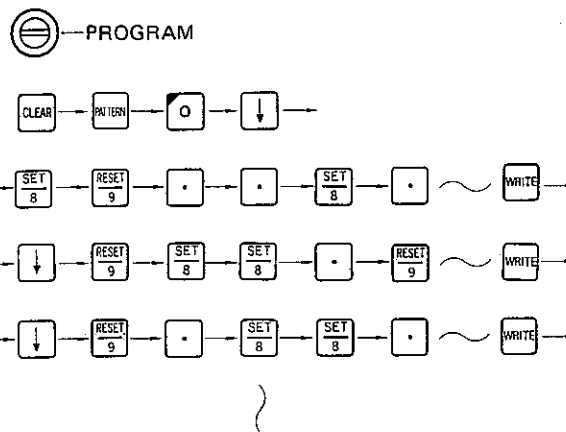 PROGRAM
CLEAR PATTERN 0 ↓
SET 8 RESET 9 · · SET 8 · WRITE
↓ RESET 9 SET 8 SET 8 · RESET 9 WRITE
↓ RESET 9 · SET 8 SET 8 · WRITE